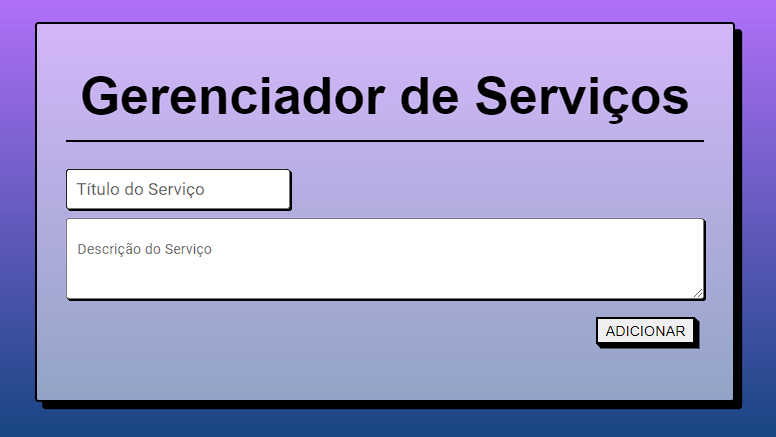 Gerenciador de Serviços
Título do Serviço
Descrição do Serviço
ADICIONAR